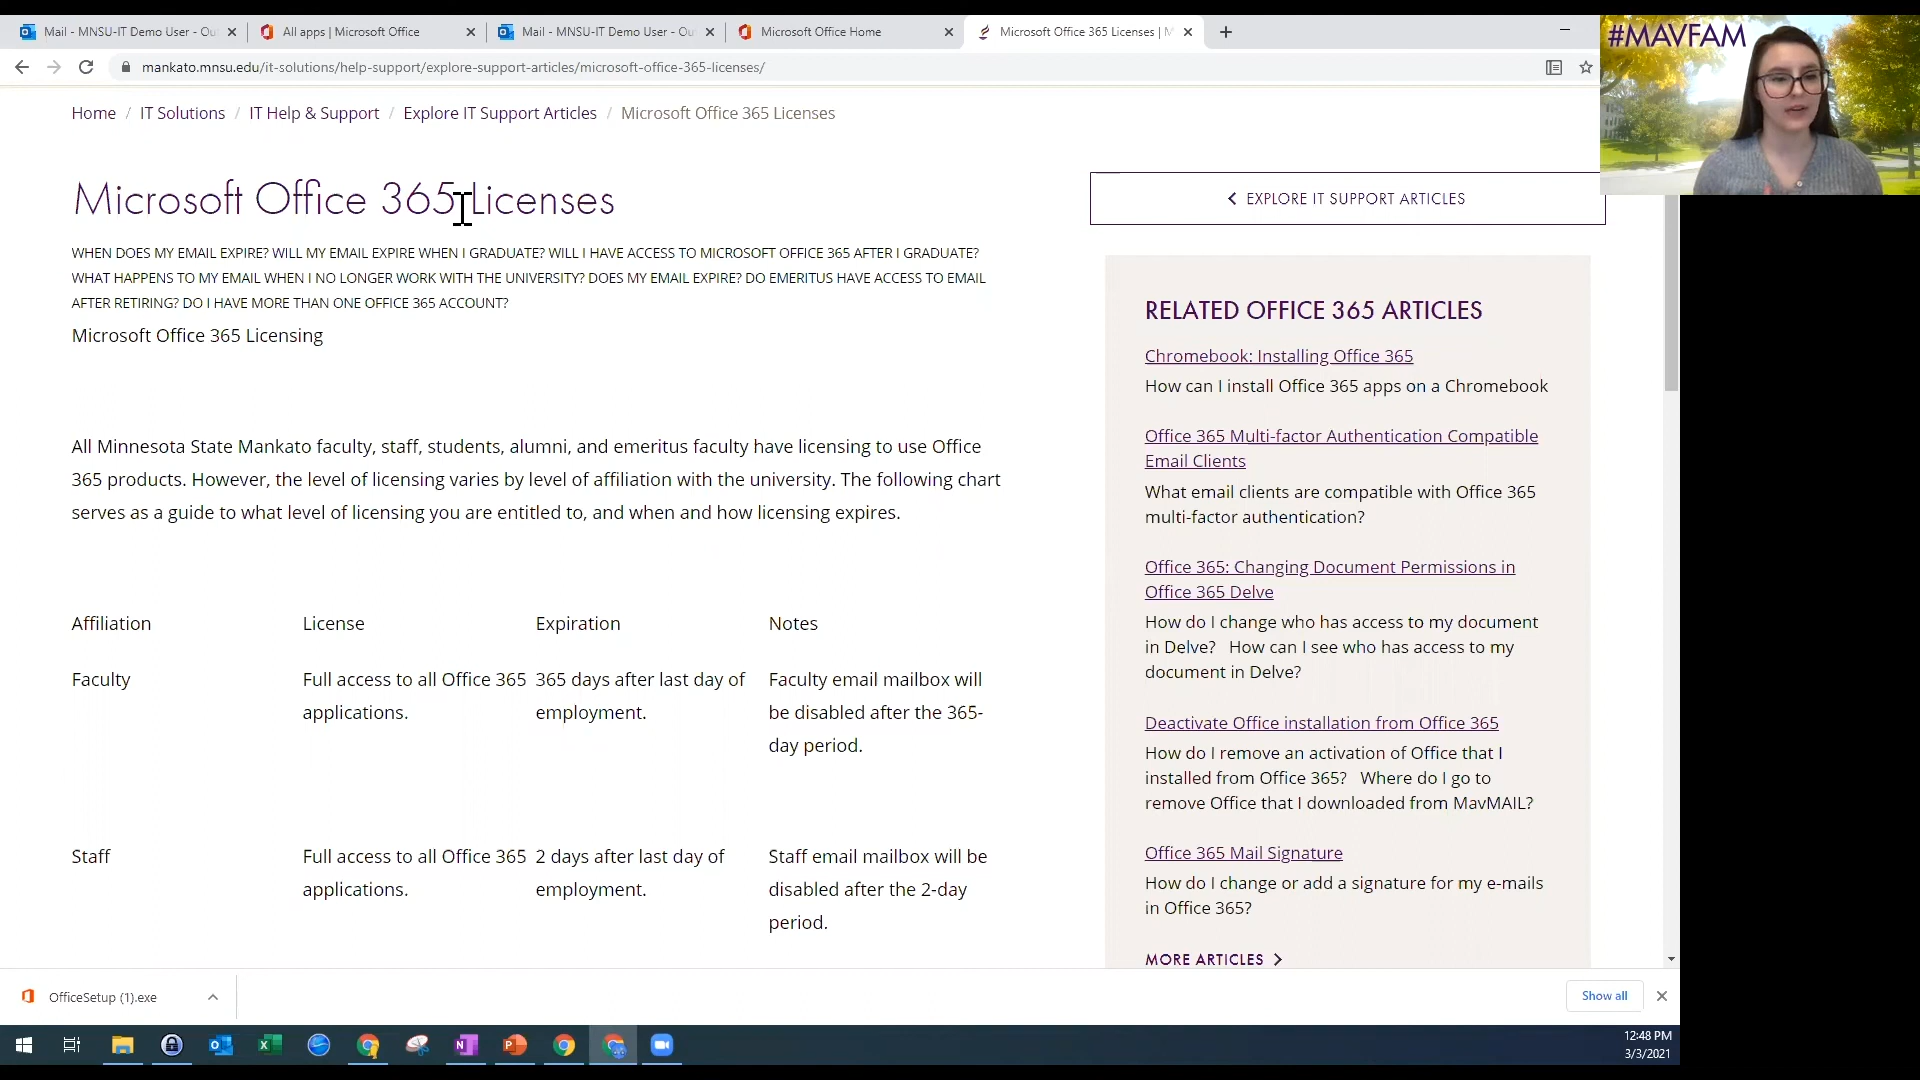 Mail - MNSU-IT Demo User - Ou
All apps | Microsoft Office
Mail - MNSU-IT Demo User - Ou
Microsoft Office Home
Microsoft Office 365 Licenses | M
mankato.mnsu.edu/it-solutions/help-support/explore-support-articles/microsoft-office-365-licenses/
#MAVFAM
Home / IT Solutions / IT Help & Support / Explore IT Support Articles / Microsoft Office 365 Licenses
Microsoft Office 365 Licenses
WHEN DOES MY EMAIL EXPIRE? WILL MY EMAIL EXPIRE WHEN I GRADUATE? WILL I HAVE ACCESS TO MICROSOFT OFFICE 365 AFTER I GRADUATE?
WHAT HAPPENS TO MY EMAIL WHEN I NO LONGER WORK WITH THE UNIVERSITY? DOES MY EMAIL EXPIRE? DO EMERITUS HAVE ACCESS TO EMAIL
AFTER RETIRING? DO I HAVE MORE THAN ONE OFFICE 365 ACCOUNT?
Microsoft Office 365 Licensing
All Minnesota State Mankato faculty, staff, students, alumni, and emeritus faculty have licensing to use Office
365 products. However, the level of licensing varies by level of affiliation with the university. The following chart
serves as a guide to what level of licensing you are entitled to, and when and how licensing expires.
Affiliation License Expiration Notes
Faculty
Full access to all Office 365
applications.
365 days after last day of
employment.
Faculty email mailbox will
be disabled after the 365-
day period.
Staff
Full access to all Office 365
applications.
2 days after last day of
employment.
Staff email mailbox will be
disabled after the 2-day
period.
EXPLORE IT SUPPORT ARTICLES
RELATED OFFICE 365 ARTICLES
Chromebook: Installing Office 365
How can I install Office 365 apps on a Chromebook
Office 365 Multi-factor Authentication Compatible
Email Clients
What email clients are compatible with Office 365
multi-factor authentication?
Office 365: Changing Document Permissions in
Office 365 Delve
How do I change who has access to my document
in Delve? How can I see who has access to my
document in Delve?
Deactivate Office installation from Office 365
How do I remove an activation of Office that I
installed from Office 365? Where do I go to
remove Office that I downloaded from MavMAIL?
Office 365 Mail Signature
How do I change or add a signature for my e-mails
in Office 365?
MORE ARTICLES
OfficeSetup (1).exe
Show all
12:48 PM
3/3/2021